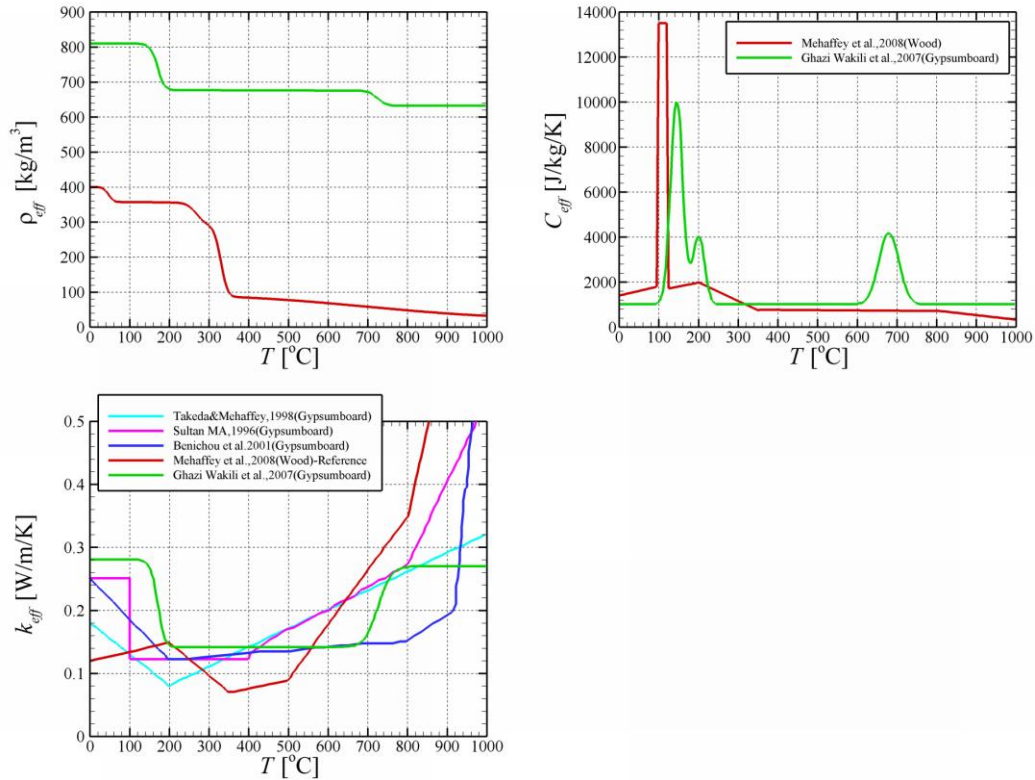 900
800
700
600
500
400
300
200
100
0
ρeff [kg/m³]
0 100 200 300 400 500 600 700 800 900 1000
T [°C]
14000
12000
10000
8000
6000
4000
2000
0
Ceff [J/kg/K]
Mehaffey et al.,2008(Wood)
Ghazi Wakili et al.,2007(Gypsumboard)
0 100 200 300 400 500 600 700 800 900 1000
T [°C]
Takeda&Mehaffey,1998(Gypsumboard)
Sultan MA,1996(Gypsumboard)
Benichou et al.2001(Gypsumboard)
Mehaffey et al.,2008(Wood)-Reference
Ghazi Wakili et al.,2007(Gypsumboard)
0.5
0.4
0.3
0.2
0.1
0
keff [W/m/K]
0 100 200 300 400 500 600 700 800 900 1000
T [°C]